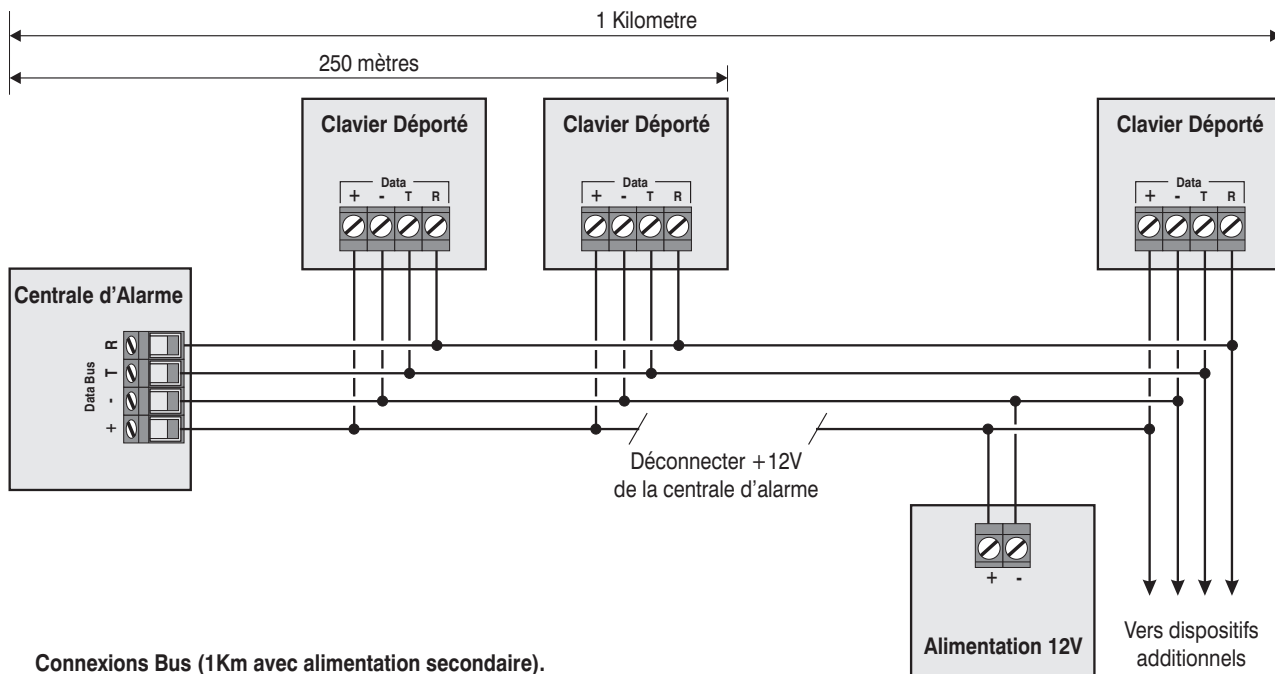 1 Kilometre
250 mètres
Clavier Déporté
Data
+ - T R
Clavier Déporté
Data
+ - T R
Clavier Déporté
Data
+ - T R
Centrale d'Alarme
Data Bus
R
T
-
+
Déconnecter +12V
de la centrale d'alarme
+ -
Alimentation 12V
Vers dispositifs
additionnels
Connexions Bus (1Km avec alimentation secondaire).